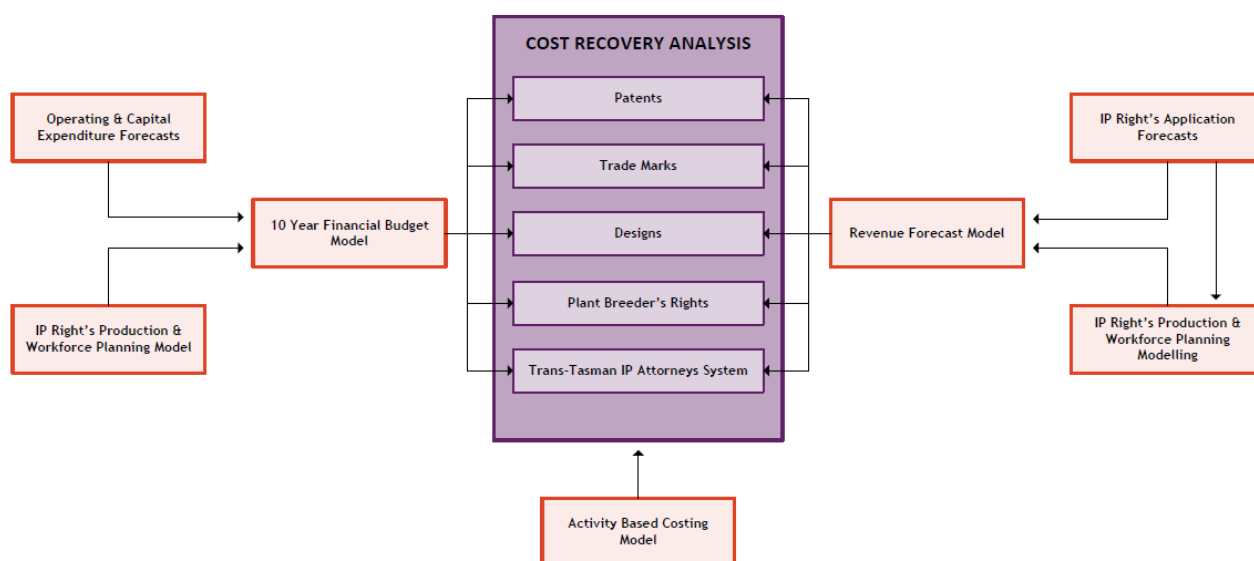 COST RECOVERY ANALYSIS
Patents
Trade Marks
Designs
Plant Breeder's Rights
Trans-Tasman IP Attorneys System
Operating & Capital
Expenditure Forecasts
10 Year Financial Budget
Model
IP Right's Production &
Workforce Planning Model
IP Right's Application
Forecasts
Revenue Forecast Model
IP Right's Production &
Workforce Planning
Modelling
Activity Based Costing
Model